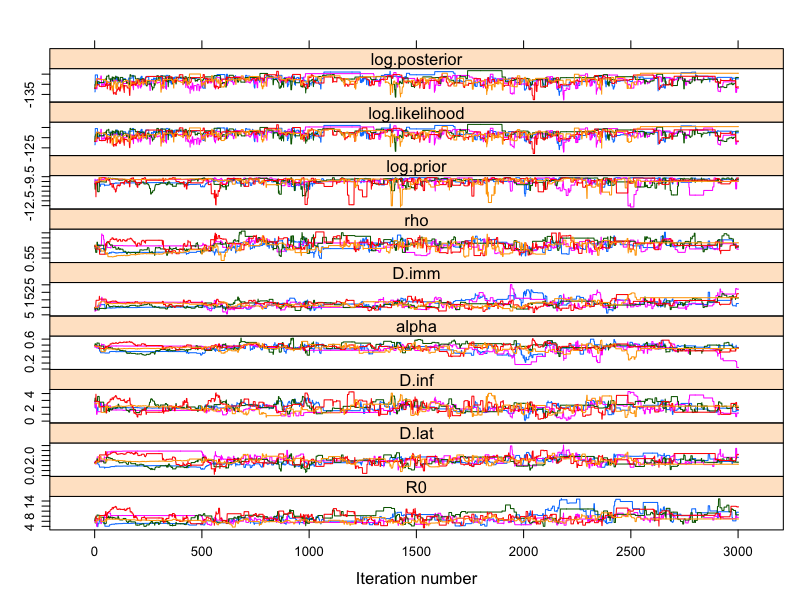 log.posterior
-135
log.likelihood
-125
log.prior
-12.5 -9.5
rho
0.55
D.imm
5 15 25
alpha
0.2 0.6
D.inf
0 2 4
D.lat
0.0 2.0
R0
4 8 14
0 500 1000 1500 2000 2500 3000
Iteration number